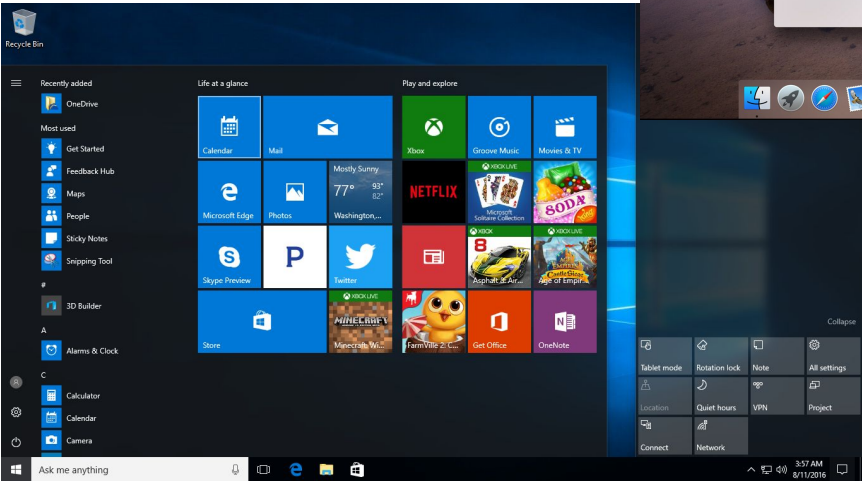 Recycle Bin
Recently added
OneDrive
Most used
Get Started
Feedback Hub
Maps
People
Sticky Notes
Snipping Tool
#
3D Builder
A
Alarms & Clock
C
Calculator
Calendar
Camera
Life at a glance
Calendar
Mail
Microsoft Edge
Photos
Mostly Sunny
77° 93°
82°
Washington,...
Skype Preview
P
Twitter
Store
XBOX LIVE
MINECRAFT
Minecraft: Wi...
Play and explore
Xbox
Groove Music
Movies & TV
NETFLIX
XBOX LIVE
Microsoft
Solitaire Collection
SODA
XBOX
8
Asphalt 8: Air...
XBOX LIVE
Age of Empir...
FarmVille 2: C...
Get Office
OneNote
Collapse
Tablet mode
Rotation lock
Note
All settings
Location
Quiet hours
VPN
Project
Connect
Network
Ask me anything
3:57 AM
8/11/2016